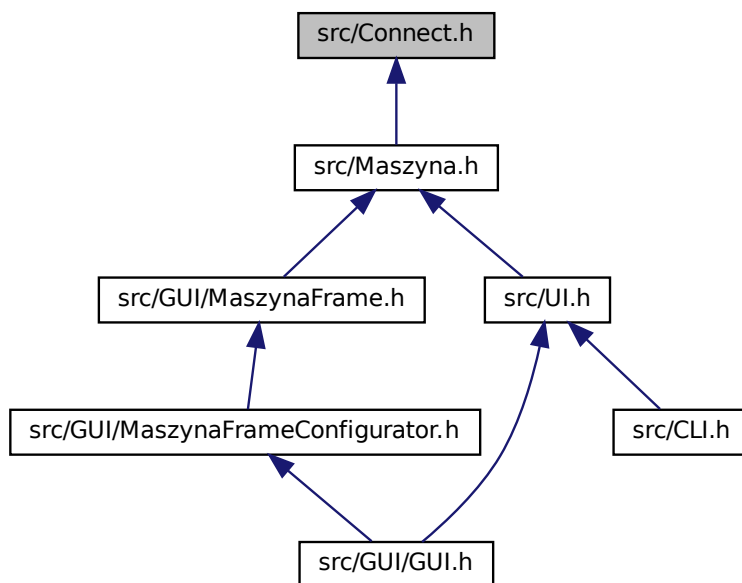 src/Connect.h
src/Maszyna.h
src/GUI/MaszynaFrame.h
src/UI.h
src/GUI/MaszynaFrameConfigurator.h
src/CLI.h
src/GUI/GUI.h